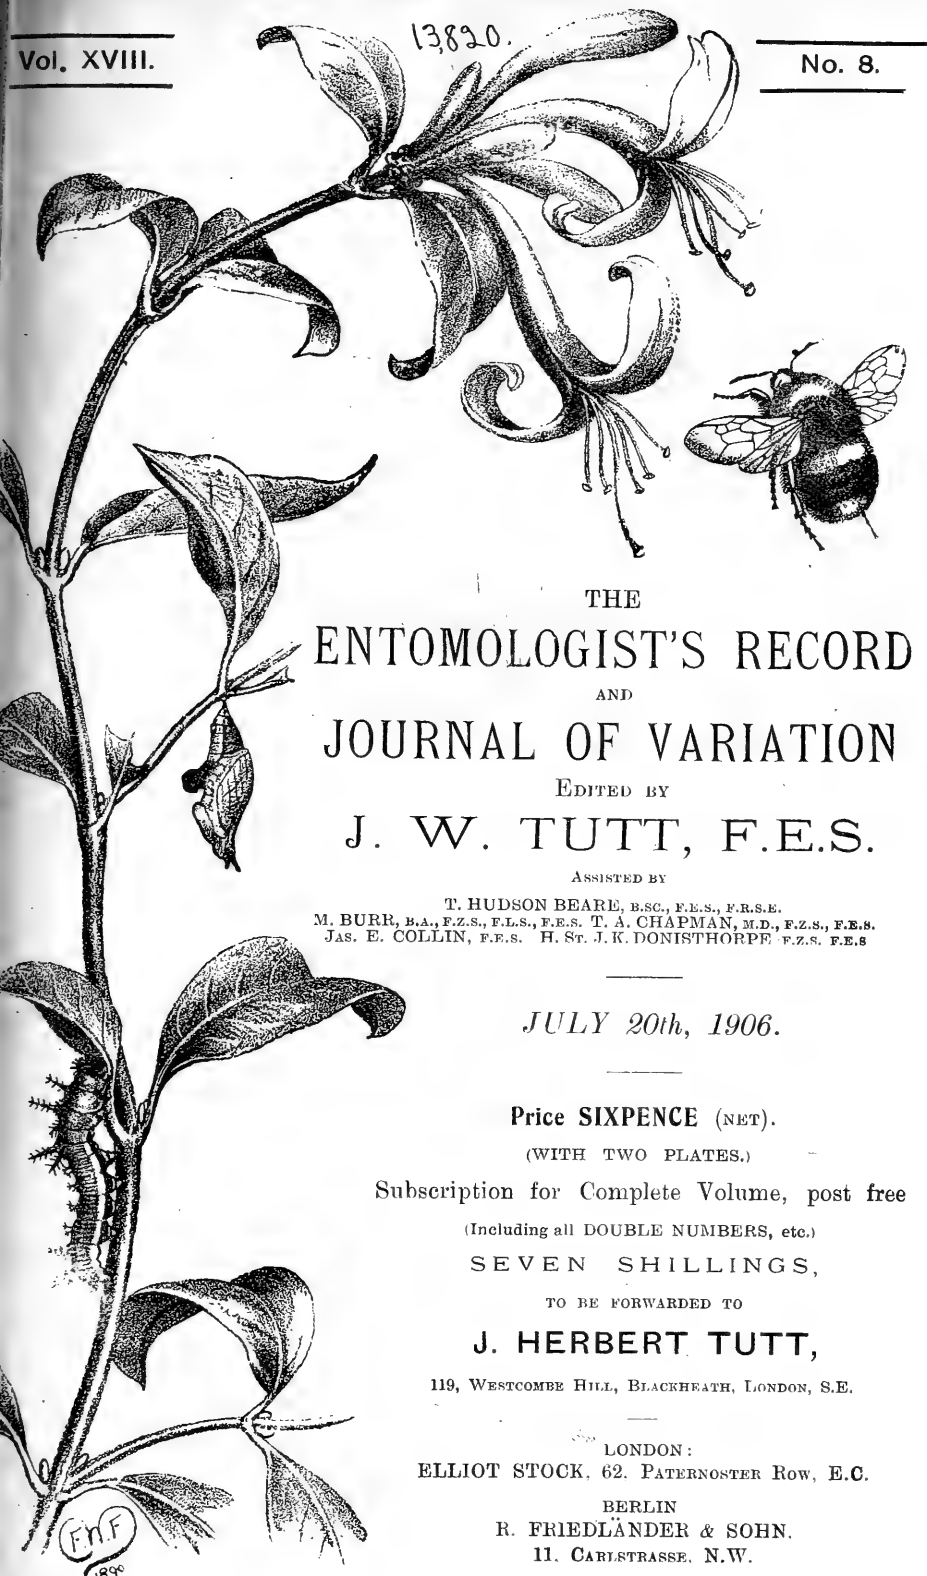 13,820.
Vol. XVIII.
No. 8.
THE
ENTOMOLOGIST'S RECORD
AND
JOURNAL OF VARIATION
EDITED BY
J. W. TUTT, F.E.S.
ASSISTED BY
T. HUDSON BEARE, B.SC., F.E.S., F.R.S.E.
M. BURR, B.A., F.Z.S., F.L.S., F.E.S. T. A. CHAPMAN, M.D., F.Z.S., F.E.S.
JAS. E. COLLIN, F.E.S. H. ST. J. K. DONISTHORPE F.Z.S. F.E.S
JULY 20th, 1906.
Price SIXPENCE (NET).
(WITH TWO PLATES.)
Subscription for Complete Volume, post free
(Including all DOUBLE NUMBERS, etc.)
SEVEN SHILLINGS,
TO BE FORWARDED TO
J. HERBERT TUTT,
119, WESTCOMBE HILL, BLACKHEATH, LONDON, S.E.
LONDON:
ELLIOT STOCK, 62, PATERNOSTER ROW, E.C.
BERLIN
R. FRIEDLÄNDER & SOHN,
11, CARLSTRASSE, N.W.
F.N.F
1890